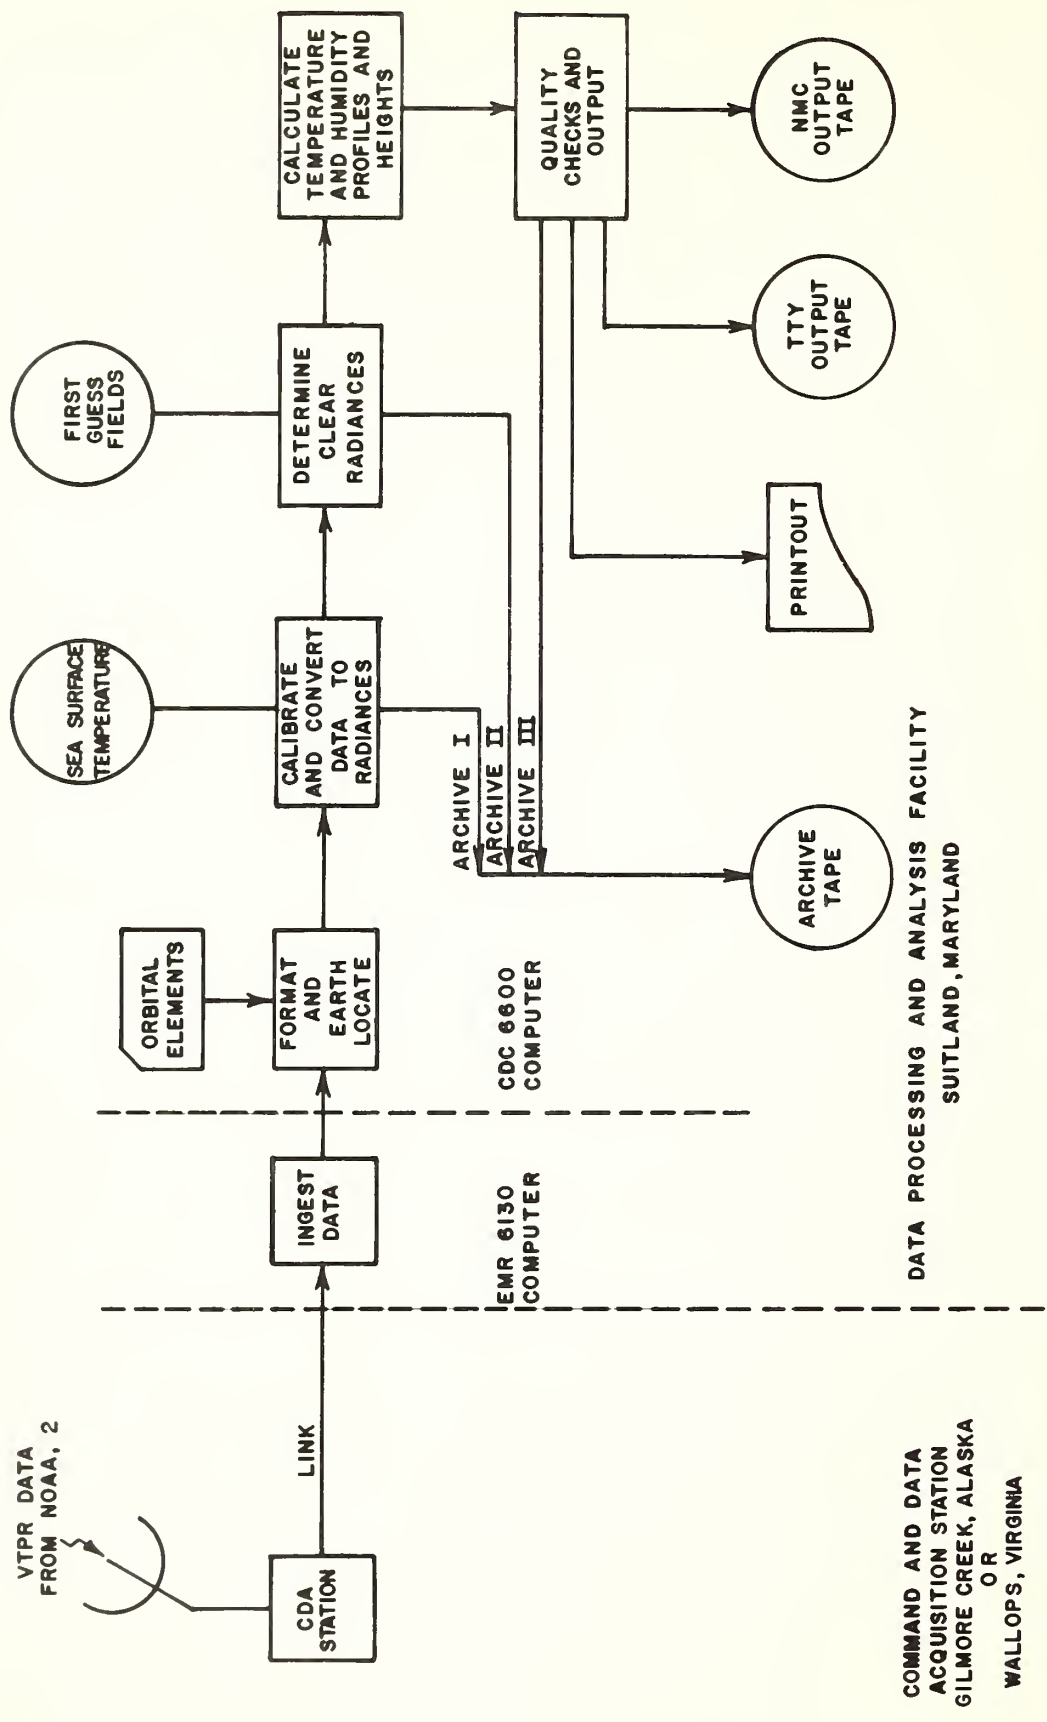 VTPR DATA
FROM NOAA, 2
CDA
STATION
LINK
INGEST
DATA
EMR 6130
COMPUTER
ORBITAL
ELEMENTS
FORMAT
AND
EARTH
LOCATE
CDC 6600
COMPUTER
SEA SURFACE
TEMPERATURE
CALIBRATE
AND CONVERT
DATA TO
RADIANCES
FIRST
GUESS
FIELDS
DETERMINE
CLEAR
RADIANCES
CALCULATE
TEMPERATURE
AND HUMIDITY
PROFILES AND
HEIGHTS
QUALITY
CHECKS AND
OUTPUT
ARCHIVE I
ARCHIVE II
ARCHIVE III
ARCHIVE
TAPE
PRINTOUT
TTY
OUTPUT
TAPE
NMC
OUTPUT
TAPE
COMMAND AND DATA
ACQUISITION STATION
GILMORE CREEK, ALASKA
OR
WALLOPS, VIRGINIA
DATA PROCESSING AND ANALYSIS FACILITY
SUITLAND, MARYLAND